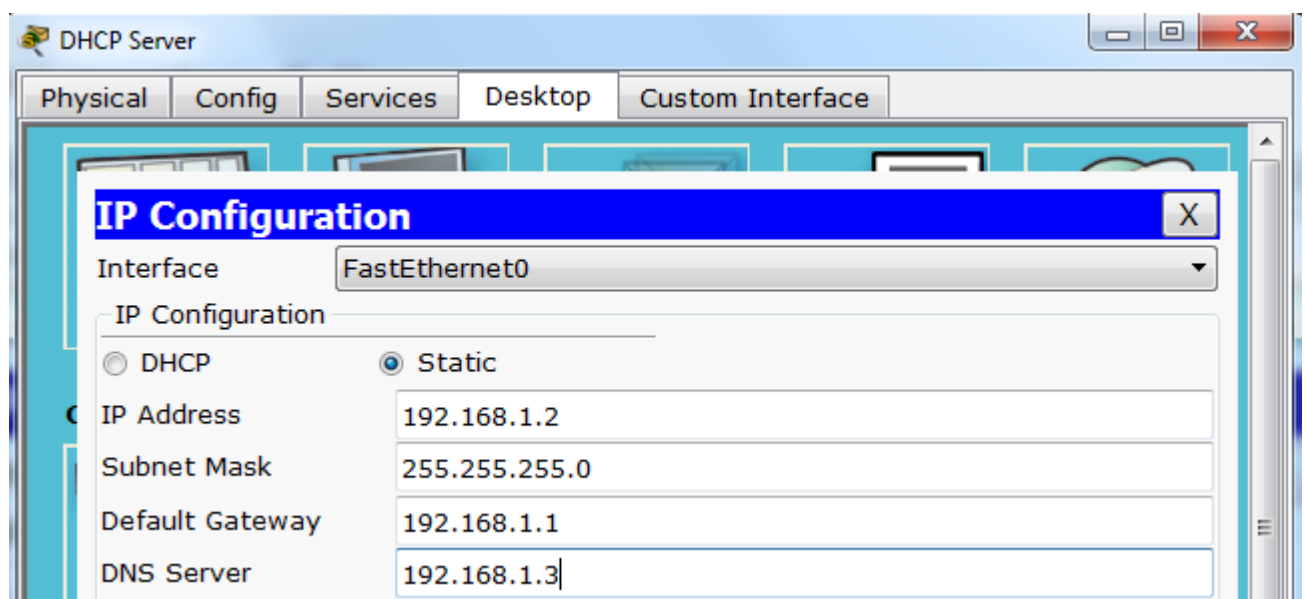 DHCP Server
Physical Config Services Desktop Custom Interface
IP Configuration X
Interface FastEthernet0
IP Configuration
DHCP Static
IP Address 192.168.1.2
Subnet Mask 255.255.255.0
Default Gateway 192.168.1.1
DNS Server 192.168.1.3